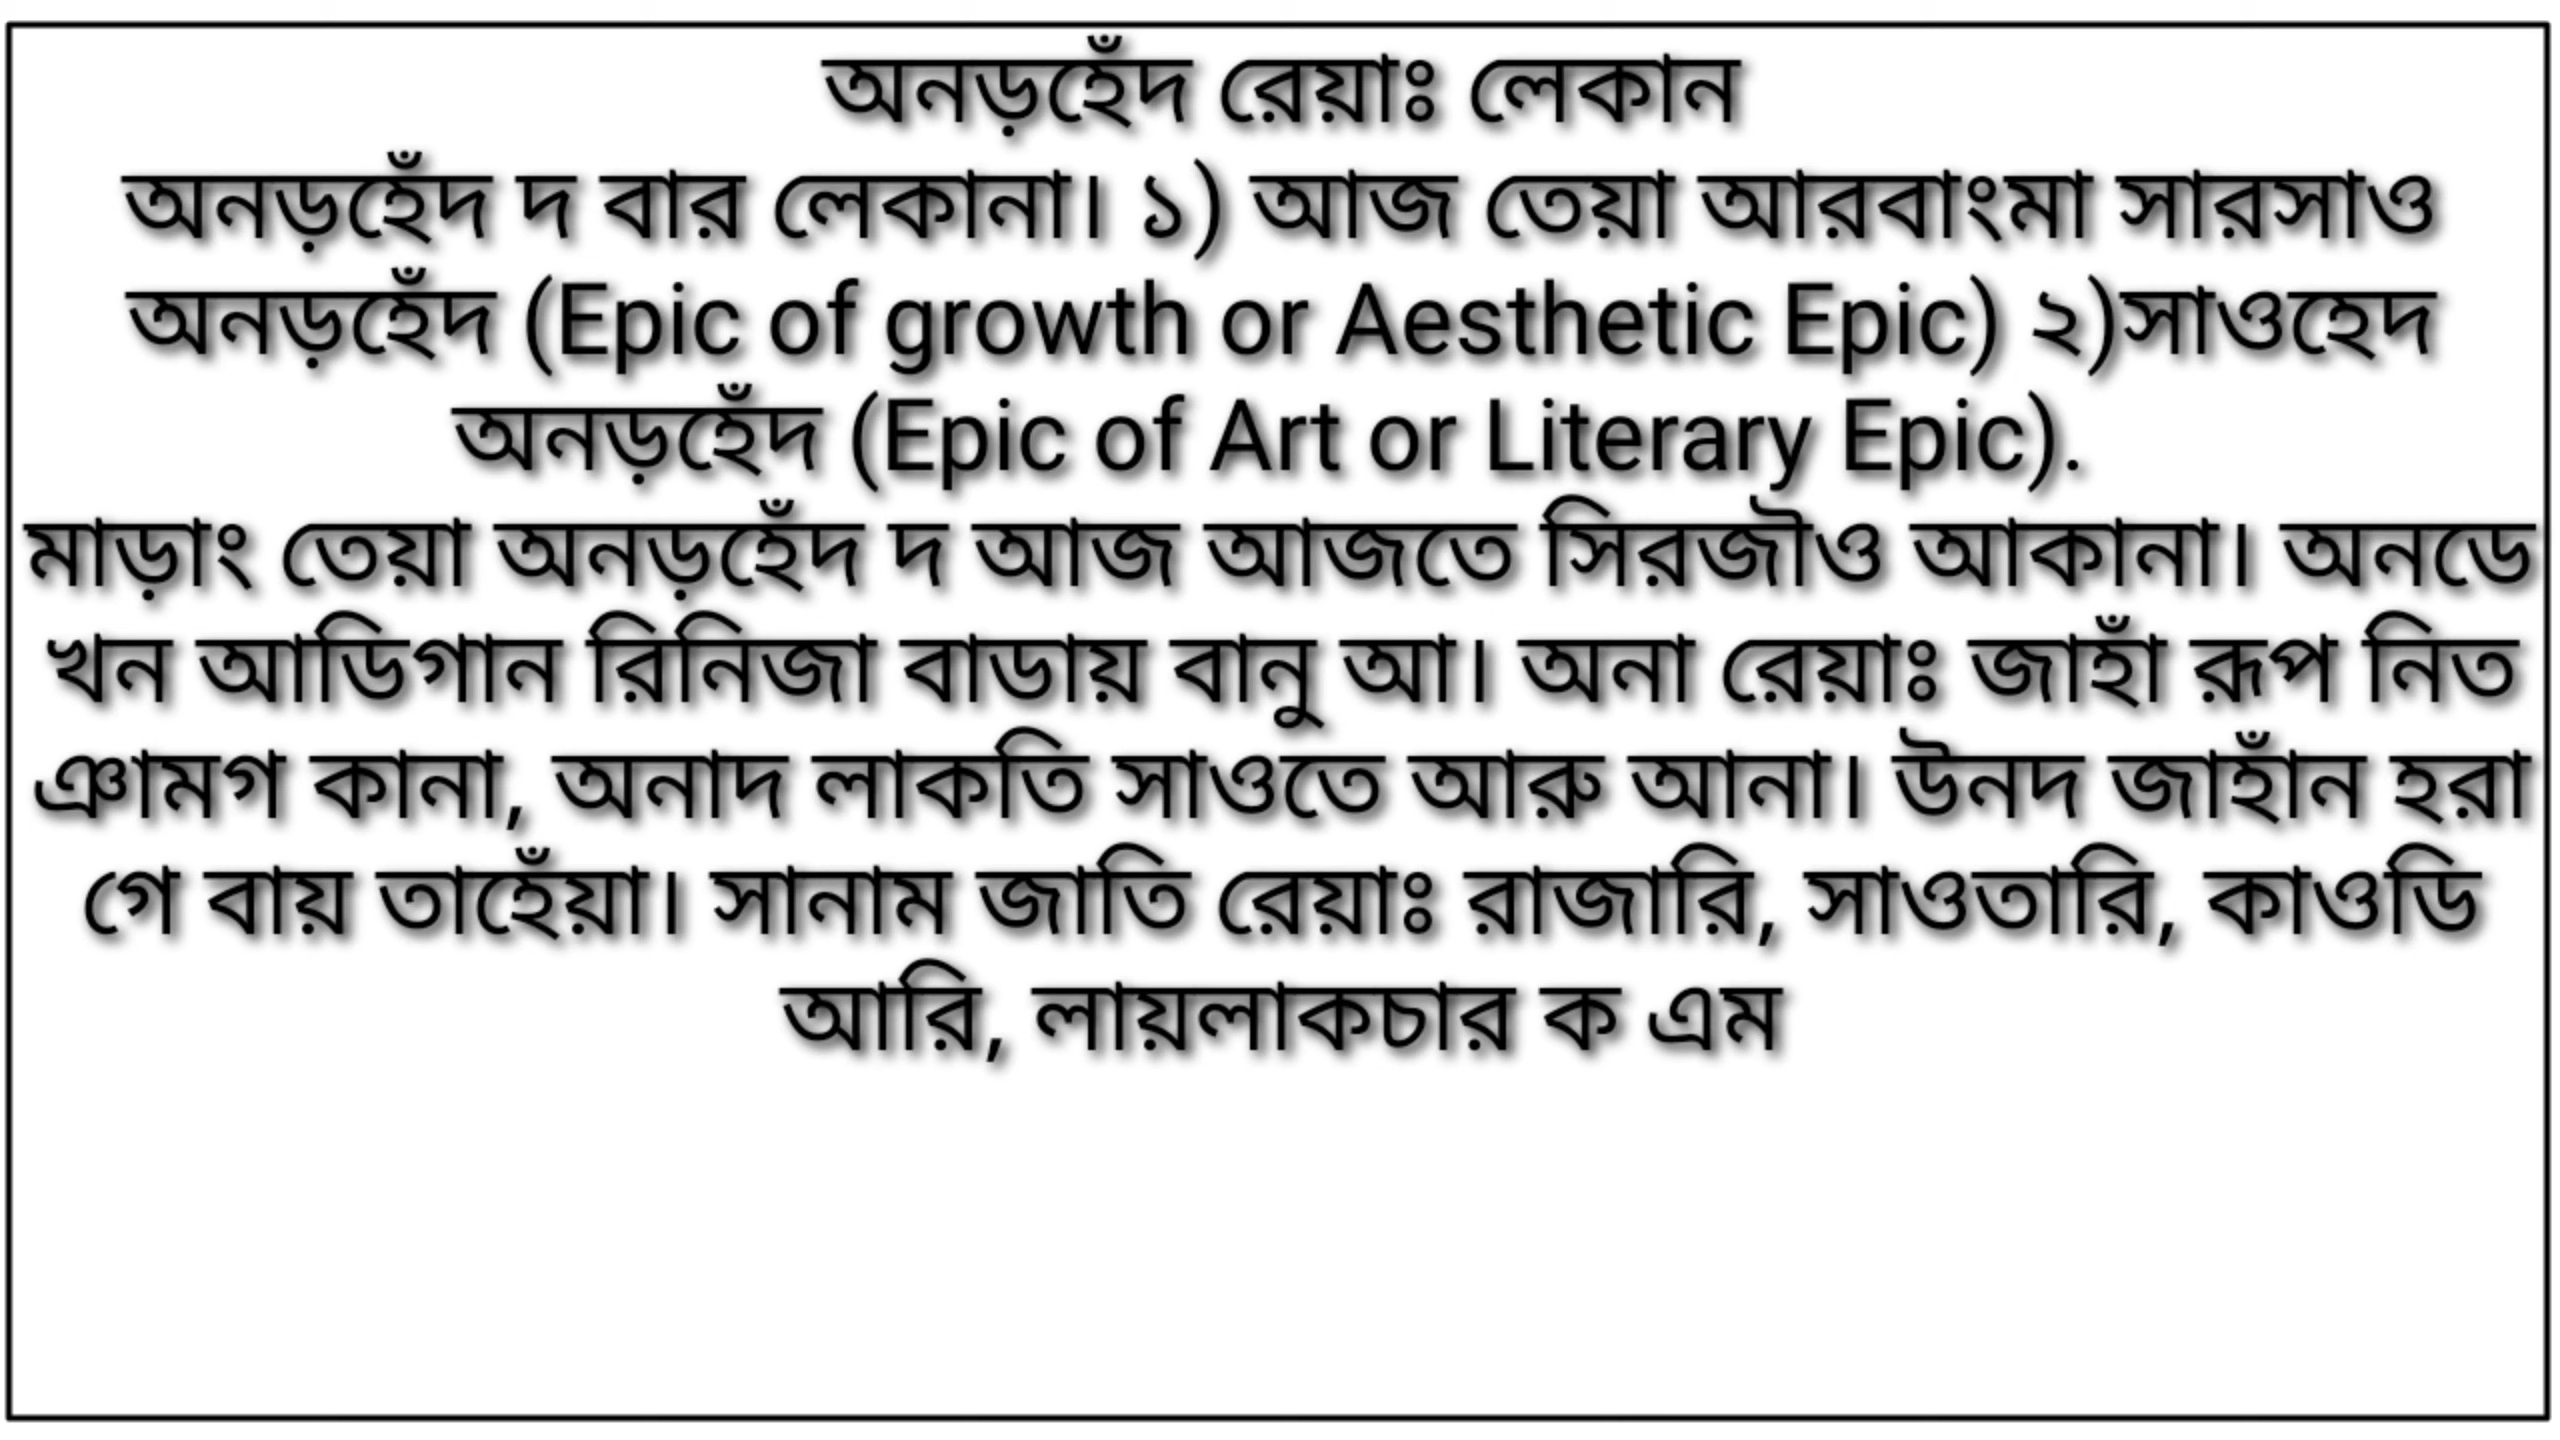 অনড়হেঁদ রেয়াঃ লেকান
অনড়হেঁদ দ বার লেকানা। ১) আজ তেয়া আরবাংমা সারসাও
অনড়হেঁদ (Epic of growth or Aesthetic Epic) ২)সাওহেদ
অনড়হেঁদ (Epic of Art or Literary Epic).
মাড়াং তেয়া অনড়হেঁদ দ আজ আজতে সিরজৌও আকানা। অনডে
খন আডিগান রিনিজা বাডায় বানু আ। অনা রেয়াঃ জাহাঁ রূপ নিত
ঞামগ কানা, অনাদ লাকতি সাওতে আরু আনা। উনদ জাহাঁন হরা
গে বায় তাহেঁয়া। সানাম জাতি রেয়াঃ রাজারি, সাওতারি, কাওডি
আরি, লায়লাকচার ক এম